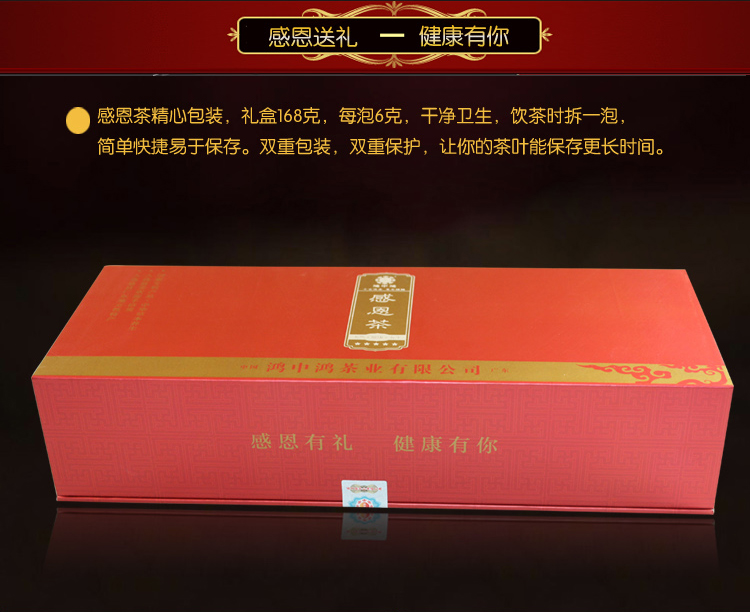 感恩送礼 一 健康有你
感恩茶精心包装，礼盒168克，每泡6克，干净卫生，饮茶时拆一泡，
简单快捷易于保存。双重包装，双重保护，让你的茶叶能保存更长时间。
感恩茶
鸿中鸿茶业有限公司
感恩有礼 健康有你